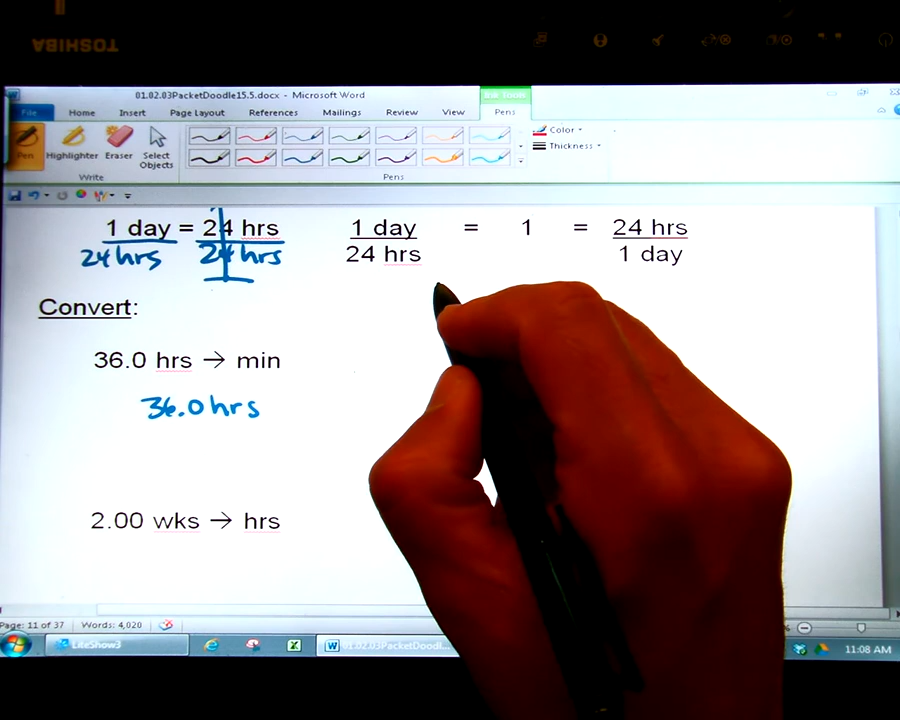 TOSHIBA
01.02.03PacketDoodle15.5.docx - Microsoft Word
File Home Insert Page Layout References Mailings Review View Pens
Pen Highlighter Eraser Select Objects
Color
Thickness
Write Pens
1 day = 24 hrs 1 day = 1 = 24 hrs
24 hrs 24 hrs 24 hrs 1 day
Convert:
36.0 hrs → min
36.0 hrs
2.00 wks → hrs
Page: 11 of 37 Words: 4,020
LiteShow3 01.02.03PacketDoodl... 11:08 AM